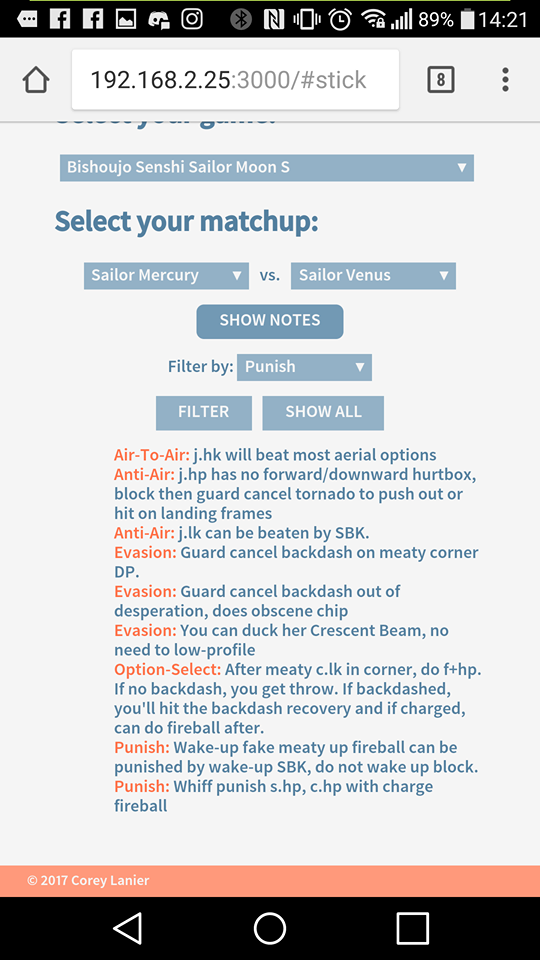 89% 14:21
192.168.2.25:3000/#stick
8
Select your game:
Bishoujo Senshi Sailor Moon S
Select your matchup:
Sailor Mercury vs. Sailor Venus
SHOW NOTES
Filter by: Punish
FILTER SHOW ALL
Air-To-Air: j.hk will beat most aerial options
Anti-Air: j.hp has no forward/downward hurtbox,
block then guard cancel tornado to push out or
hit on landing frames
Anti-Air: j.lk can be beaten by SBK.
Evasion: Guard cancel backdash on meaty corner
DP.
Evasion: Guard cancel backdash out of
desperation, does obscene chip
Evasion: You can duck her Crescent Beam, no
need to low-profile
Option-Select: After meaty c.lk in corner, do f+hp.
If no backdash, you get throw. If backdashed,
you'll hit the backdash recovery and if charged,
can do fireball after.
Punish: Wake-up fake meaty up fireball can be
punished by wake-up SBK, do not wake up block.
Punish: Whiff punish s.hp, c.hp with charge
fireball
© 2017 Corey Lanier